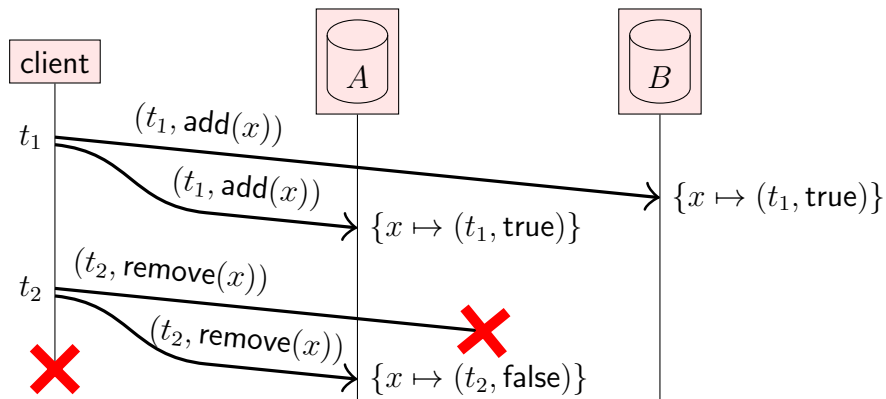 client
A
B
t₁
(t₁, add(x))
(t₁, add(x))
{x ↦ (t₁, true)}
{x ↦ (t₁, true)}
t₂
(t₂, remove(x))
(t₂, remove(x))
{x ↦ (t₂, false)}